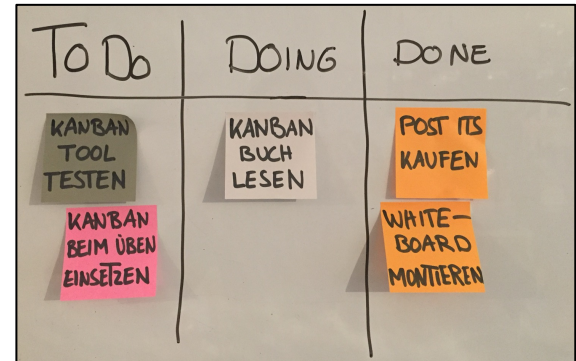 TO DO
DOING
DONE
KANBAN
TOOL
TESTEN
KANBAN
BEIM ÜBEN
EINSETZEN
KANBAN
BUCH
LESEN
POST ITS
KAUFEN
WHITE-
BOARD
MONTIEREN